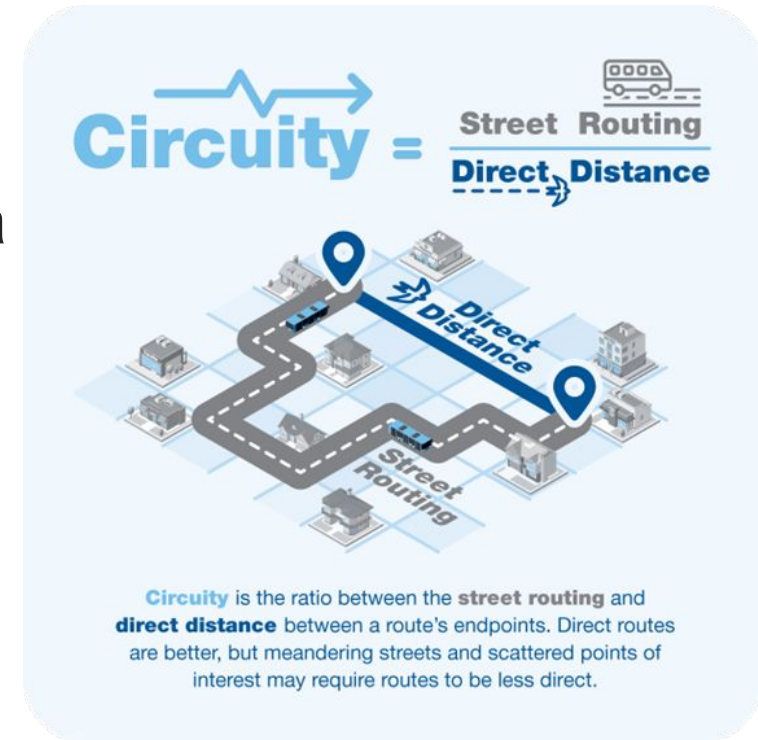 Circuity = Street Routing
Direct Distance
Direct
Distance
Street
Routing
Circuity is the ratio between the street routing and
direct distance between a route's endpoints. Direct routes
are better, but meandering streets and scattered points of
interest may require routes to be less direct.